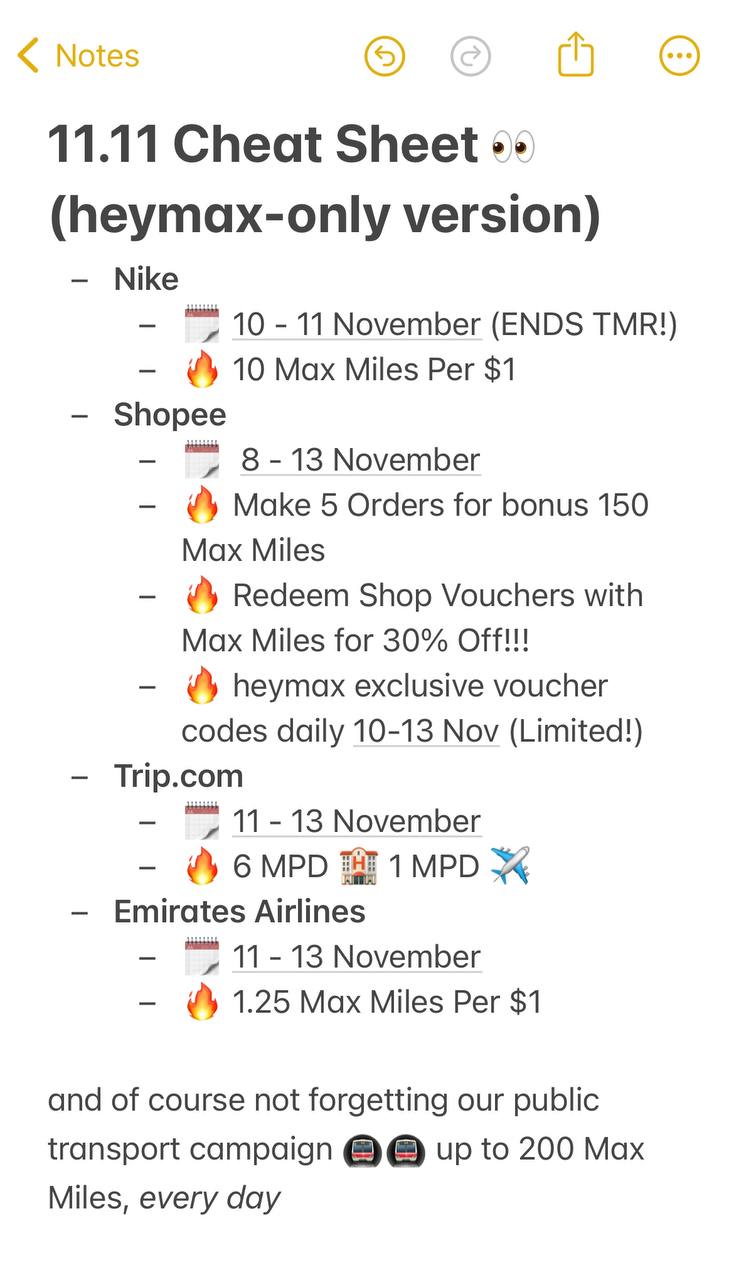 Notes
11.11 Cheat Sheet 👀
(heymax-only version)
– Nike
– 🗓️ 10 - 11 November (ENDS TMR!)
– 🔥 10 Max Miles Per $1
– Shopee
– 🗓️ 8 - 13 November
– 🔥 Make 5 Orders for bonus 150
Max Miles
– 🔥 Redeem Shop Vouchers with
Max Miles for 30% Off!!!
– 🔥 heymax exclusive voucher
codes daily 10-13 Nov (Limited!)
– Trip.com
– 🗓️ 11 - 13 November
– 🔥 6 MPD 🏩 1 MPD ✈️
– Emirates Airlines
– 🗓️ 11 - 13 November
– 🔥 1.25 Max Miles Per $1
and of course not forgetting our public
transport campaign 🚇🚇 up to 200 Max
Miles, every day